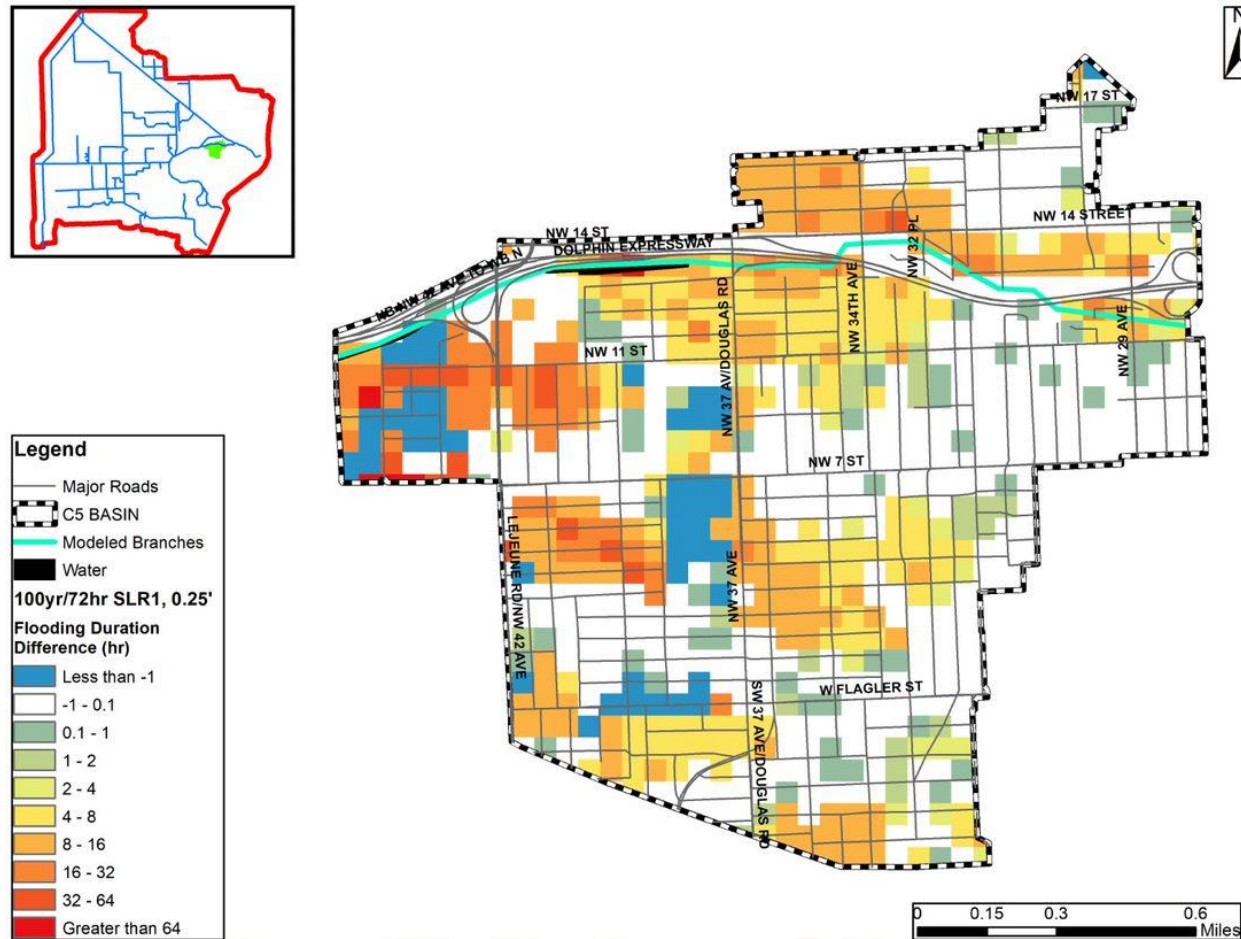 N
NW 17 ST
NW 14 STREET
NW 14 ST
DOLPHIN EXPRESSWAY
NW 32 PL
NW 37 AV/DOUGLAS RD
NW 34TH AVE
NW 29 AVE
NW 11 ST
NW 7 ST
LEJEUNE RD/NW 42 AVE
NW 37 AVE
W FLAGLER ST
SW 37 AVE/DOUGLAS RD
Legend
Major Roads
C5 BASIN
Modeled Branches
Water
100yr/72hr SLR1, 0.25'
Flooding Duration
Difference (hr)
Less than -1
-1 - 0.1
0.1 - 1
1 - 2
2 - 4
4 - 8
8 - 16
16 - 32
32 - 64
Greater than 64
0 0.15 0.3 0.6
Miles